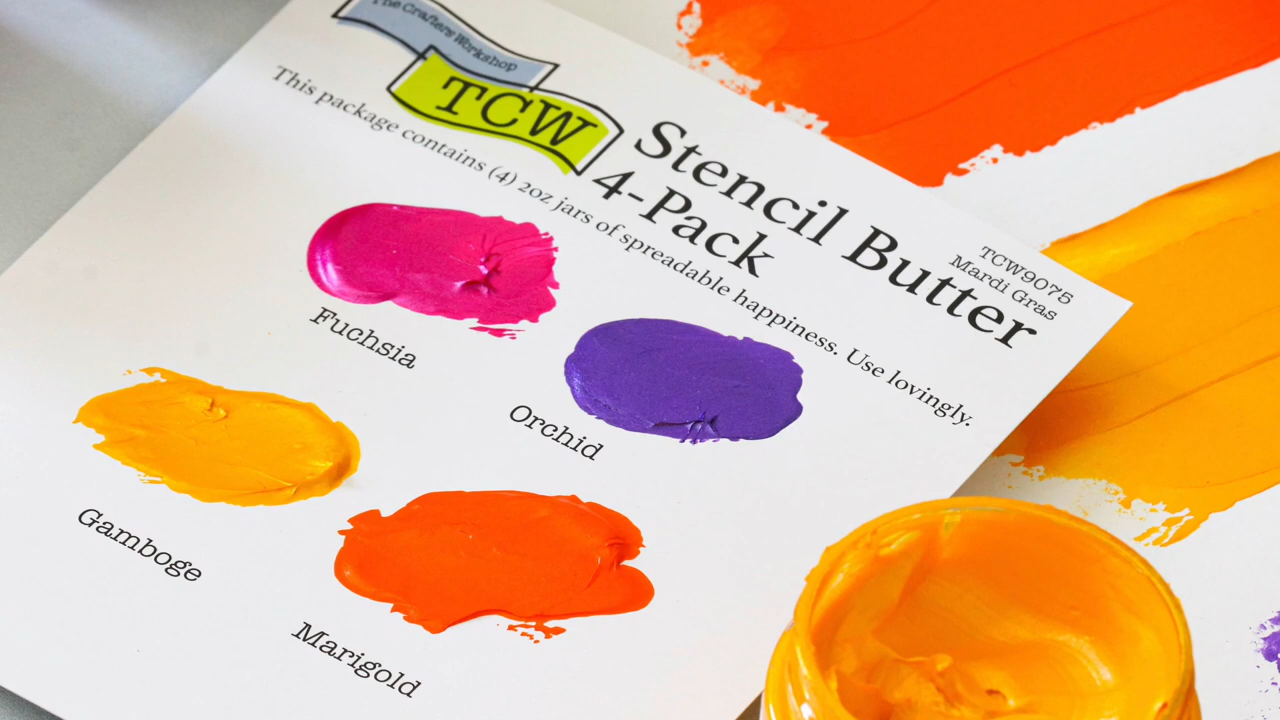 The Crafters Workshop
TCW
Stencil Butter
4-Pack
TCW9075
Mardi Gras
This package contains (4) 2oz jars of spreadable happiness. Use lovingly.
Fuchsia
Orchid
Gamboge
Marigold